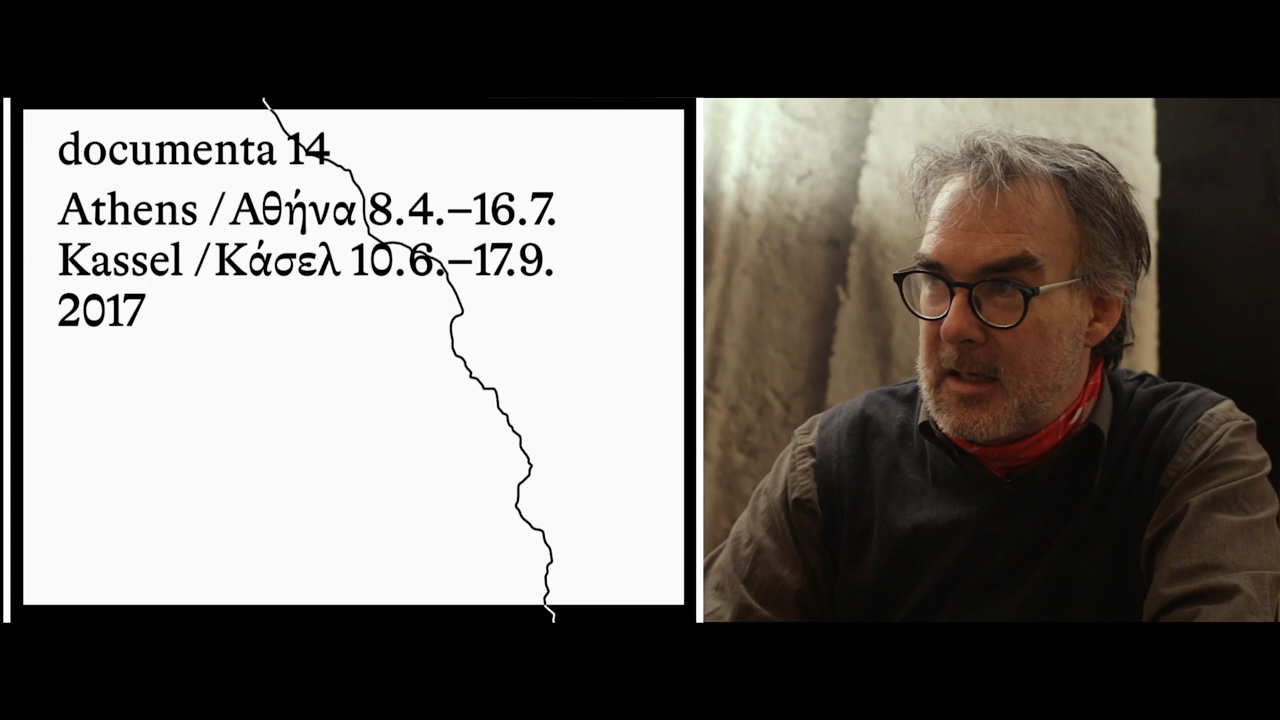 documenta 14
Athens / Αθήνα 8.4.–16.7.
Kassel / Κάσελ 10.6.–17.9.
2017